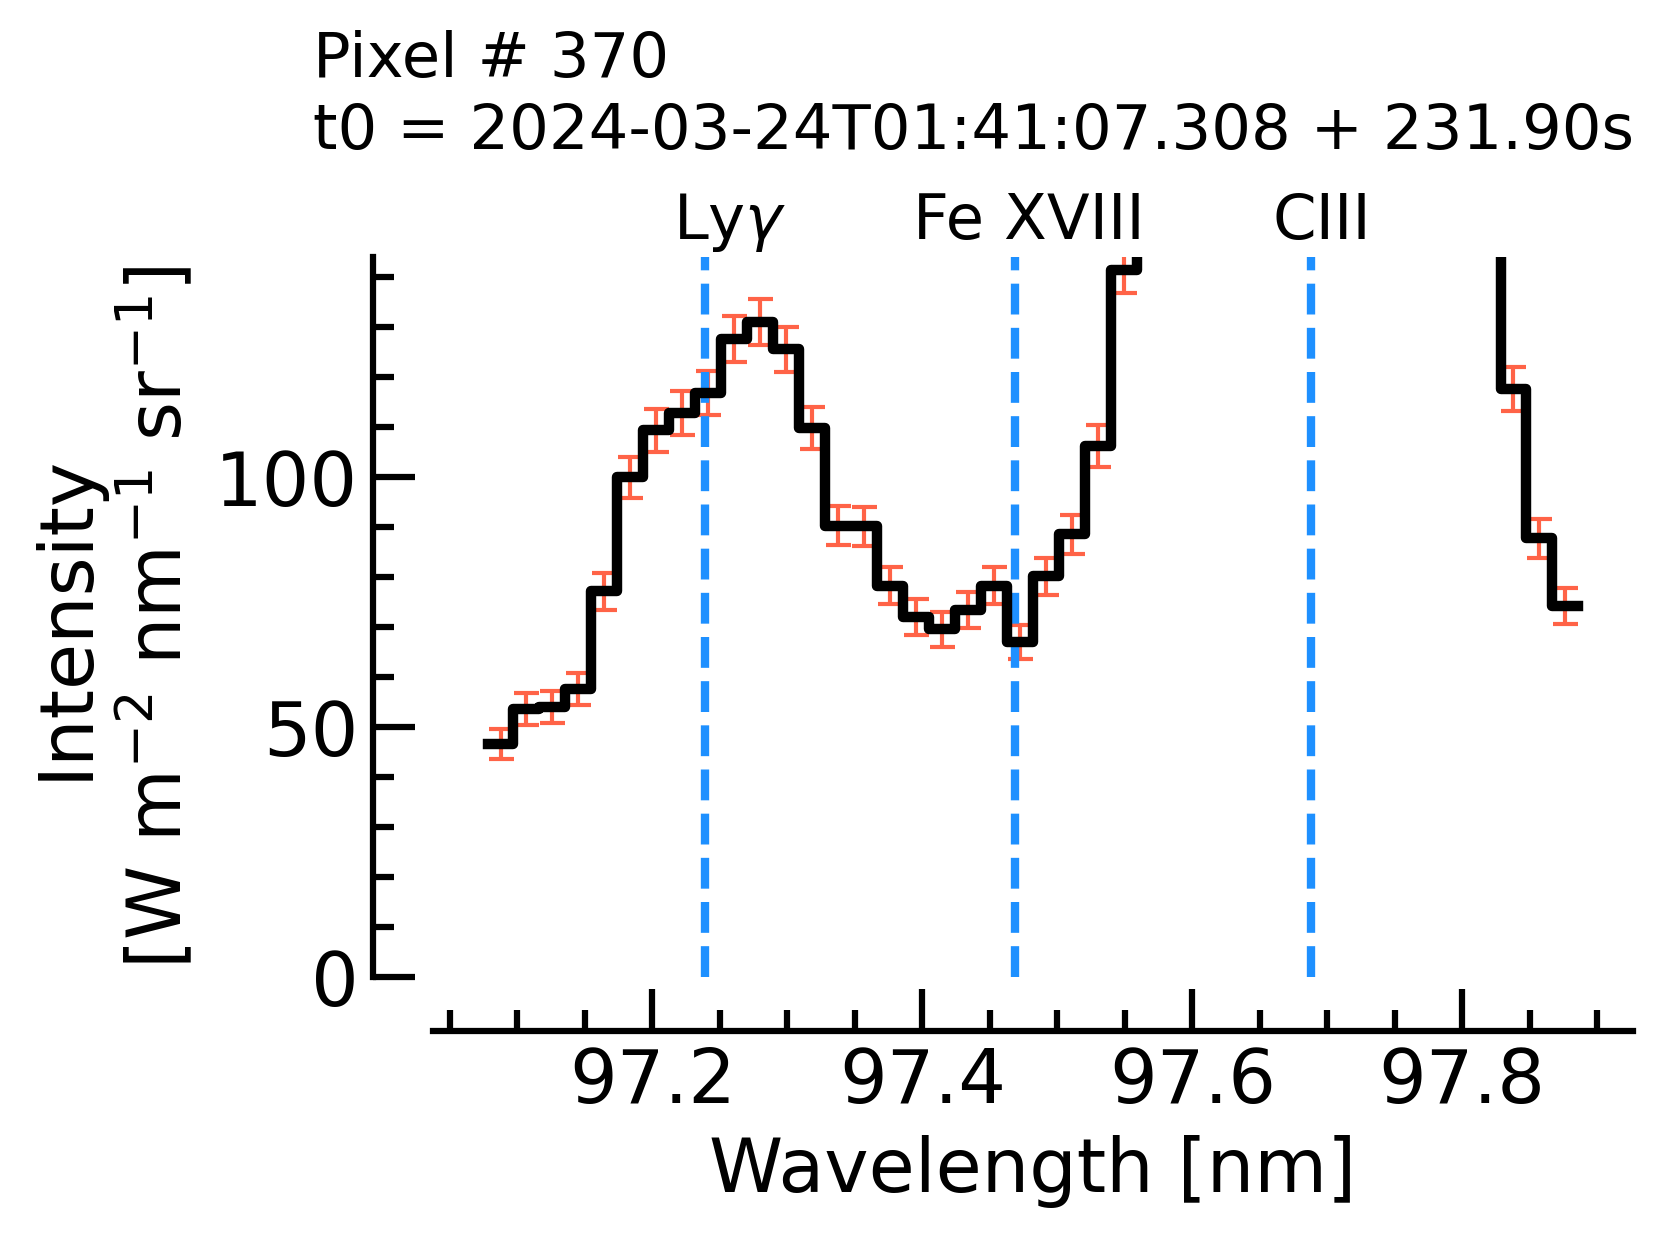 Pixel # 370
t0 = 2024-03-24T01:41:07.308 + 231.90s
Lyγ Fe XVIII CIII
Intensity
[W m⁻² nm⁻¹ sr⁻¹]
100
50
0
97.2 97.4 97.6 97.8
Wavelength [nm]